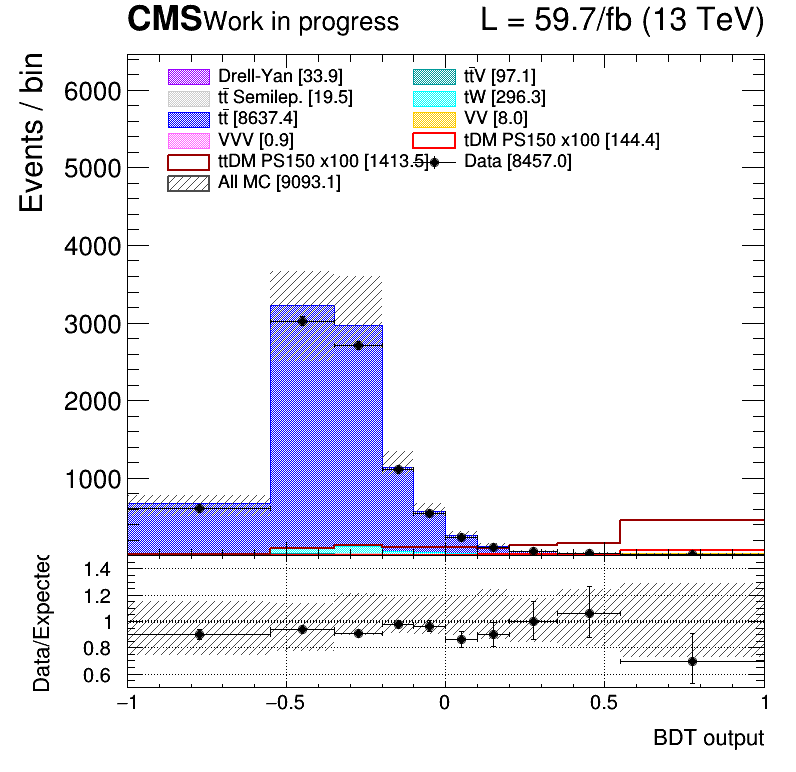 CMS Work in progress L = 59.7/fb (13 TeV)
Events / bin
6000
5000
4000
3000
2000
1000
Drell-Yan [33.9] tt̄V [97.1]
tt̄ Semilep. [19.5] tW [296.3]
tt̄ [8637.4] VV [8.0]
VVV [0.9] tDM PS150 x100 [144.4]
ttDM PS150 x100 [1413.5] Data [8457.0]
All MC [9093.1]
Data/Expected
1.4
1.2
1
0.8
0.6
−1 −0.5 0 0.5 1
BDT output